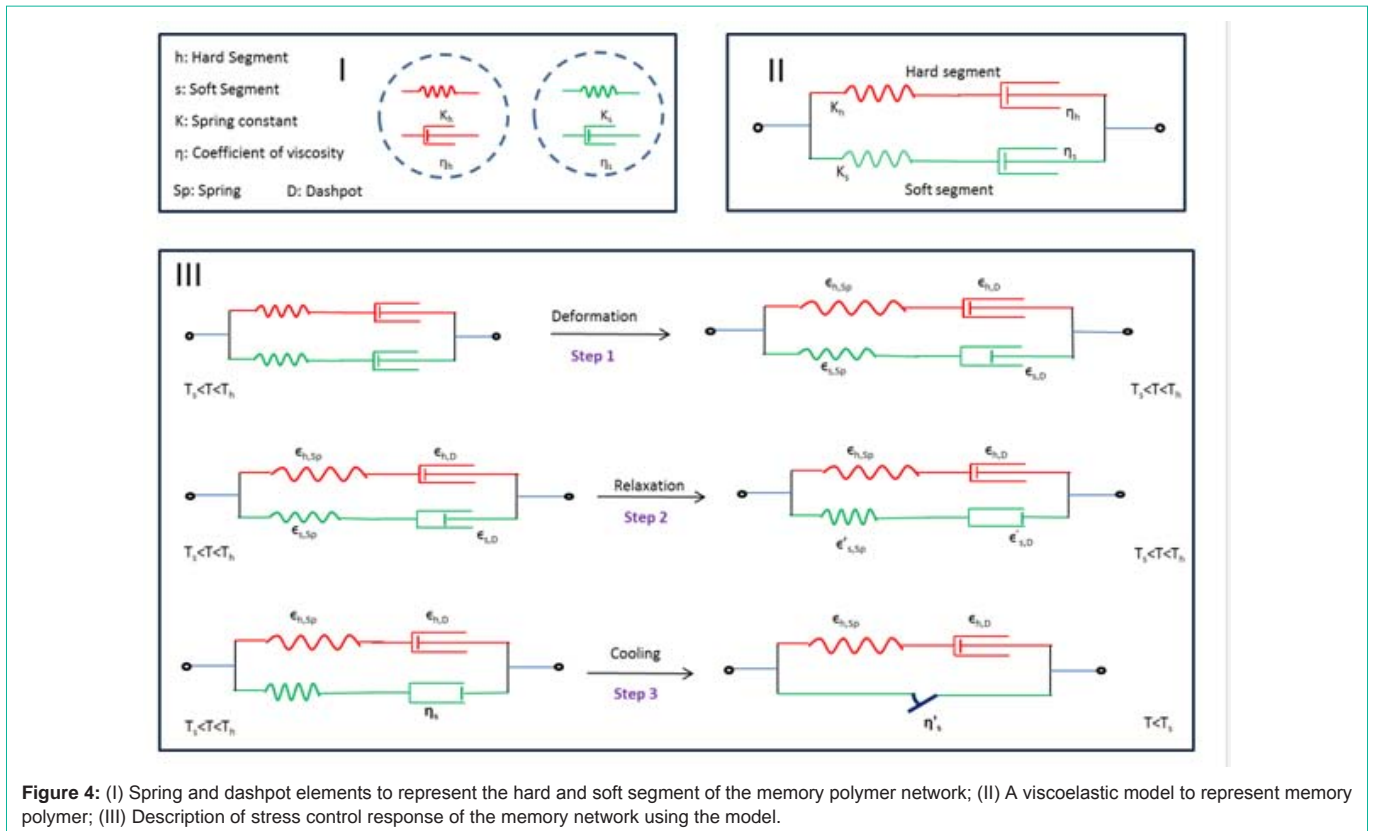 h: Hard Segment
s: Soft Segment
K: Spring constant
η: Coefficient of viscosity
Sp: Spring D: Dashpot
I
Kh
ηh
Ks
ηs
II
Hard segment
Kh
ηh
Ks
ηs
Soft segment
III
Ts<T<Th
Deformation
Step 1
ϵh,Sp
ϵh,D
ϵs,Sp
ϵs,D
Ts<T<Th
ϵh,Sp
ϵh,D
ϵs,Sp
ϵs,D
Ts<T<Th
Relaxation
Step 2
ϵh,Sp
ϵh,D
ϵ's,Sp
ϵ's,D
Ts<T<Th
ϵh,Sp
ϵh,D
ηs
Ts<T<Th
Cooling
Step 3
ϵh,Sp
ϵh,D
η's
T<Ts
Figure 4: (I) Spring and dashpot elements to represent the hard and soft segment of the memory polymer network; (II) A viscoelastic model to represent memory
polymer; (III) Description of stress control response of the memory network using the model.